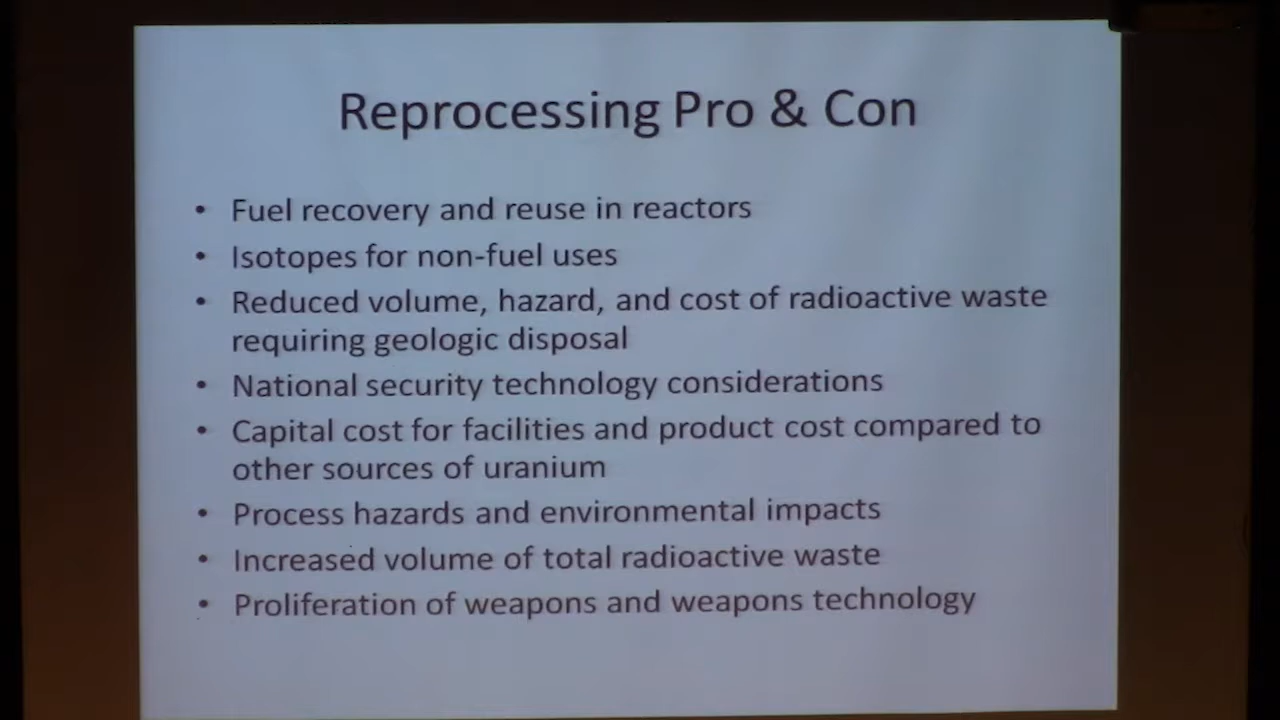 Reprocessing Pro & Con
• Fuel recovery and reuse in reactors
• Isotopes for non-fuel uses
• Reduced volume, hazard, and cost of radioactive waste
requiring geologic disposal
• National security technology considerations
• Capital cost for facilities and product cost compared to
other sources of uranium
• Process hazards and environmental impacts
• Increased volume of total radioactive waste
• Proliferation of weapons and weapons technology